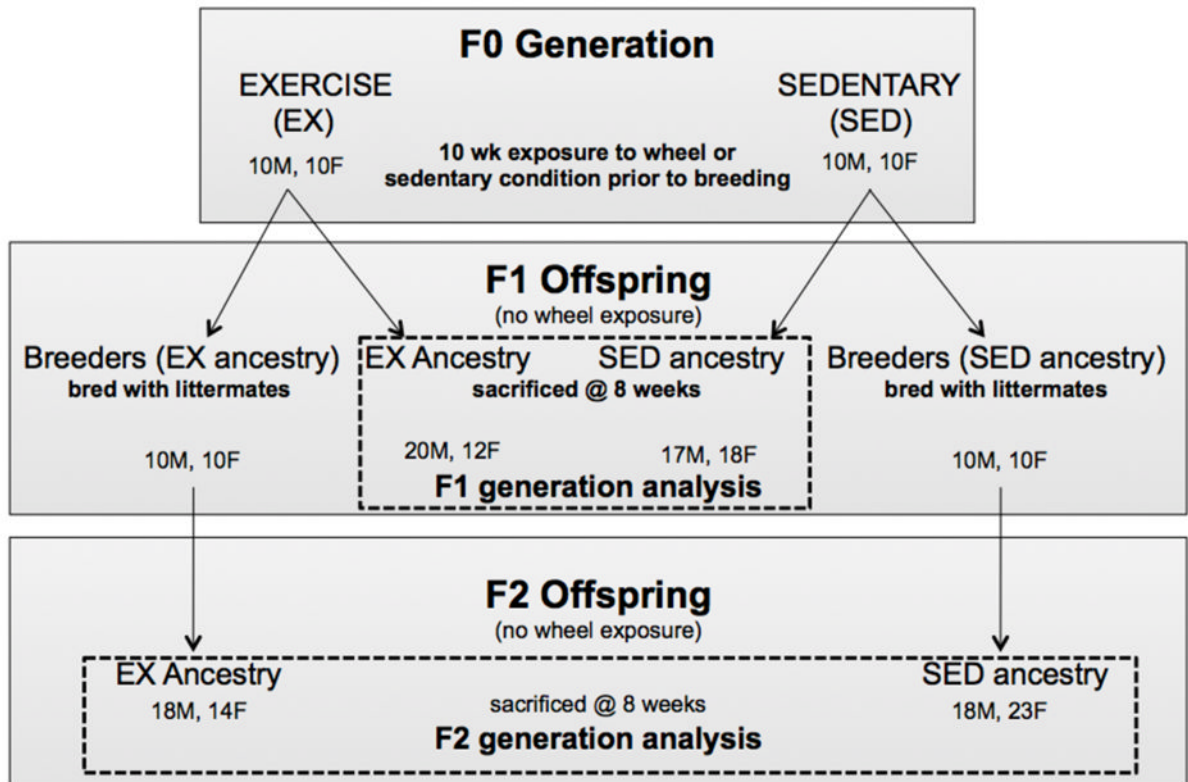 F0 Generation
EXERCISE
(EX)
10M, 10F
10 wk exposure to wheel or
sedentary condition prior to breeding
SEDENTARY
(SED)
10M, 10F
F1 Offspring
(no wheel exposure)
Breeders (EX ancestry)
bred with littermates
10M, 10F
EX Ancestry
SED ancestry
sacrificed @ 8 weeks
20M, 12F
17M, 18F
F1 generation analysis
Breeders (SED ancestry)
bred with littermates
10M, 10F
F2 Offspring
(no wheel exposure)
EX Ancestry
18M, 14F
sacrificed @ 8 weeks
F2 generation analysis
SED ancestry
18M, 23F